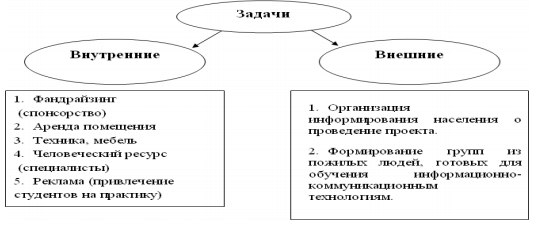 Задачи
Внутренние
Внешние
1. Фандрайзинг
(спонсорство)
2. Аренда помещения
3. Техника, мебель
4. Человеческий ресурс
(специалисты)
5. Реклама (привлечение
студентов на практику)
1. Организация
информирования населения о
проведение проекта.
2. Формирование групп из
пожилых людей, готовых для
обучения информационно-
коммуникационным
технологиям.